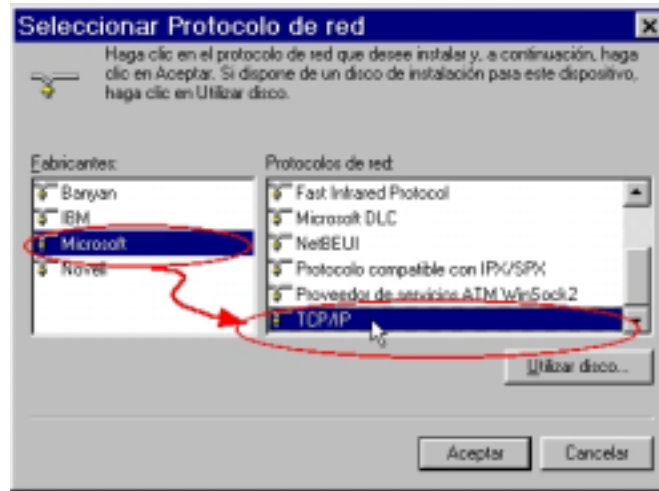 Seleccionar Protocolo de red
Haga clic en el protocolo de red que desee instalar y, a continuación, haga
clic en Aceptar. Si dispone de un disco de instalación para este dispositivo,
haga clic en Utilizar disco.
Fabricantes:
Banyan
IBM
Microsoft
Novell
Protocolos de red:
Fast Infrared Protocol
Microsoft DLC
NetBEUI
Protocolo compatible con IPX/SPX
Proveedor de servicios ATM WinSock2
TCP/IP
Utilizar disco...
Aceptar
Cancelar